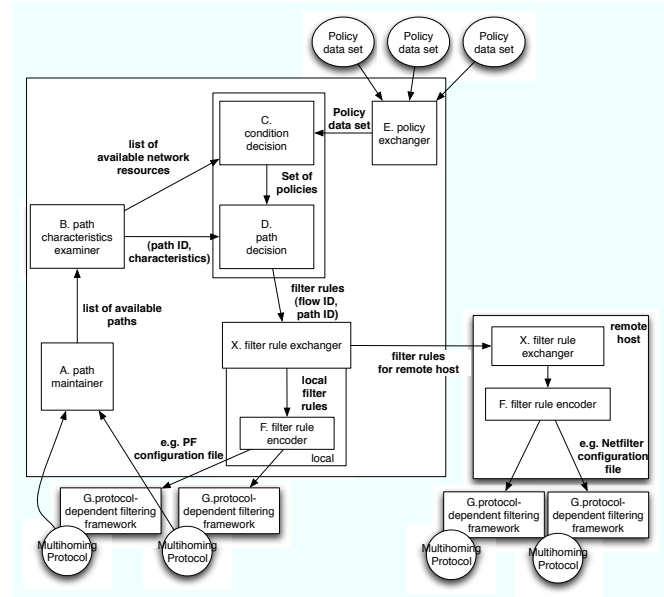 Policy
data set
Policy
data set
Policy
data set
C.
condition
decision
Policy
data set
E. policy
exchanger
list of
available network
resources
Set of
policies
B. path
characteristics
examiner
(path ID,
characteristics)
D.
path
decision
list of available
paths
filter rules
(flow ID,
path ID)
X. filter rule exchanger
filter rules
for remote host
remote
host
X. filter rule
exchanger
A. path
maintainer
local
filter
rules
F. filter rule encoder
F. filter rule
encoder
local
e.g. PF
configuration file
e.g. Netfilter
configuration
file
G.protocol-
dependent filtering
framework
G.protocol-
dependent filtering
framework
G.protocol-
dependent filtering
framework
G.protocol-
dependent filtering
framework
Multihoming
Protocol
Multihoming
Protocol
Multihoming
Protocol
Multihoming
Protocol